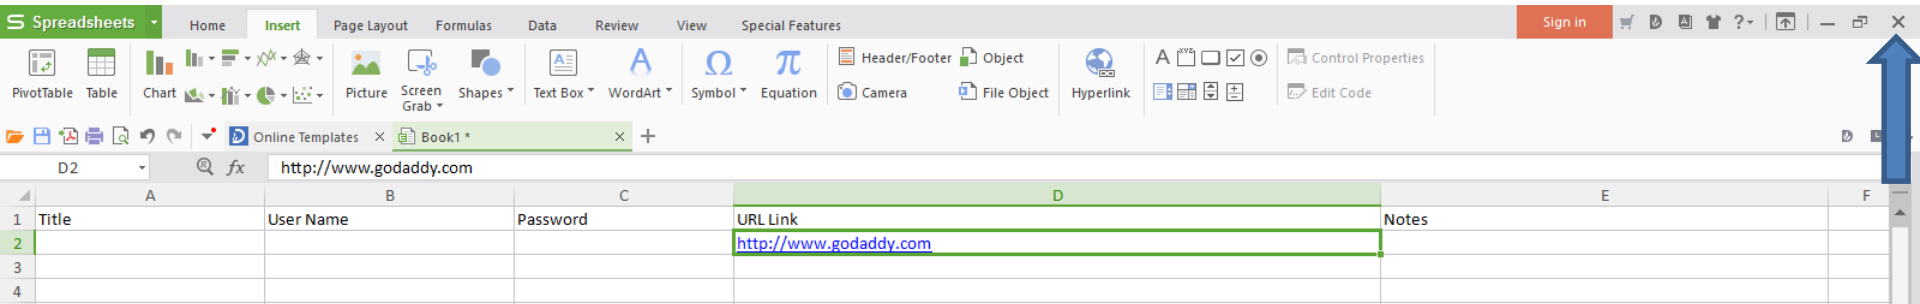 Spreadsheets
Home Insert Page Layout Formulas Data Review View Special Features Sign in ?
PivotTable Table Chart Picture Screen Grab Shapes Text Box WordArt Symbol Equation Header/Footer Object Camera File Object Hyperlink Control Properties Edit Code
Online Templates × Book1 * × +
D2 fx http://www.godaddy.com
A B C D E F
1 Title User Name Password URL Link Notes
2 http://www.godaddy.com
3
4